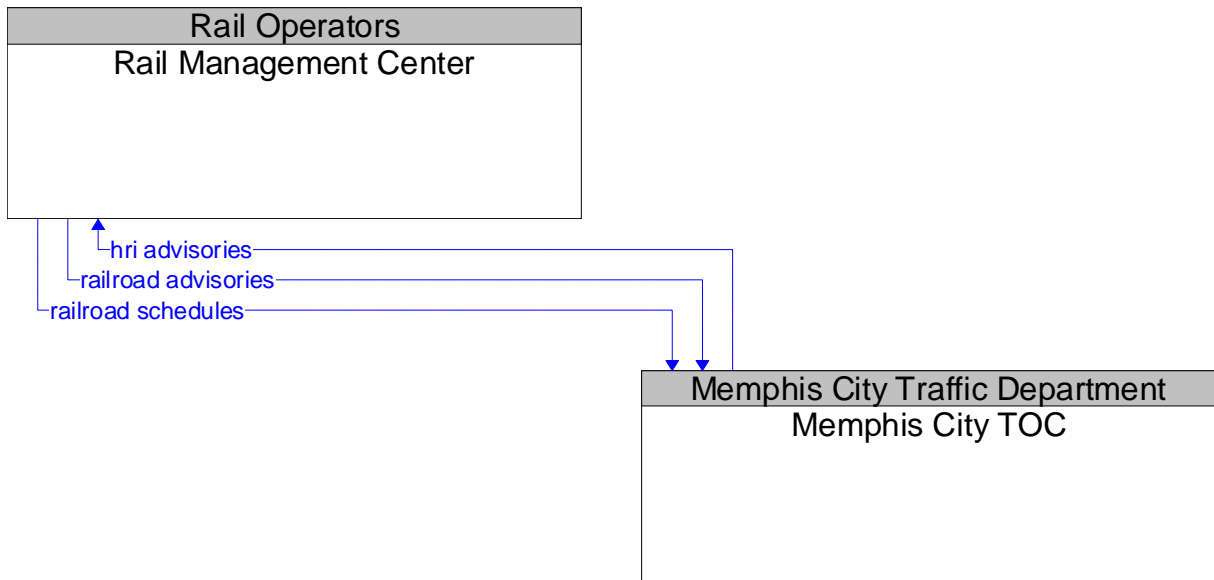 Rail Operators
Rail Management Center
hri advisories
railroad advisories
railroad schedules
Memphis City Traffic Department
Memphis City TOC